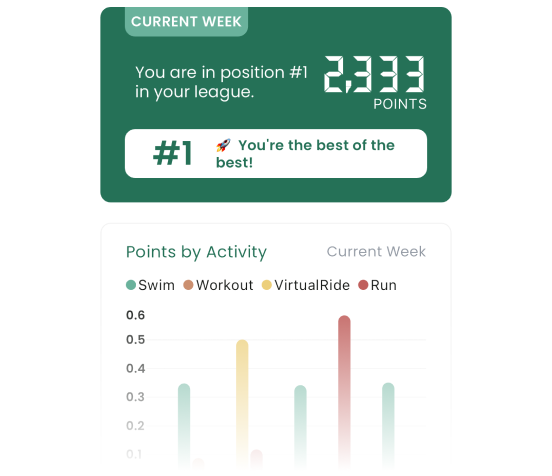 CURRENT WEEK
You are in position #1
in your league.
2,333
POINTS
#1
🚀 You're the best of the
best!
Points by Activity
Current Week
Swim Workout VirtualRide Run
0.6
0.5
0.4
0.3
0.2
0.1